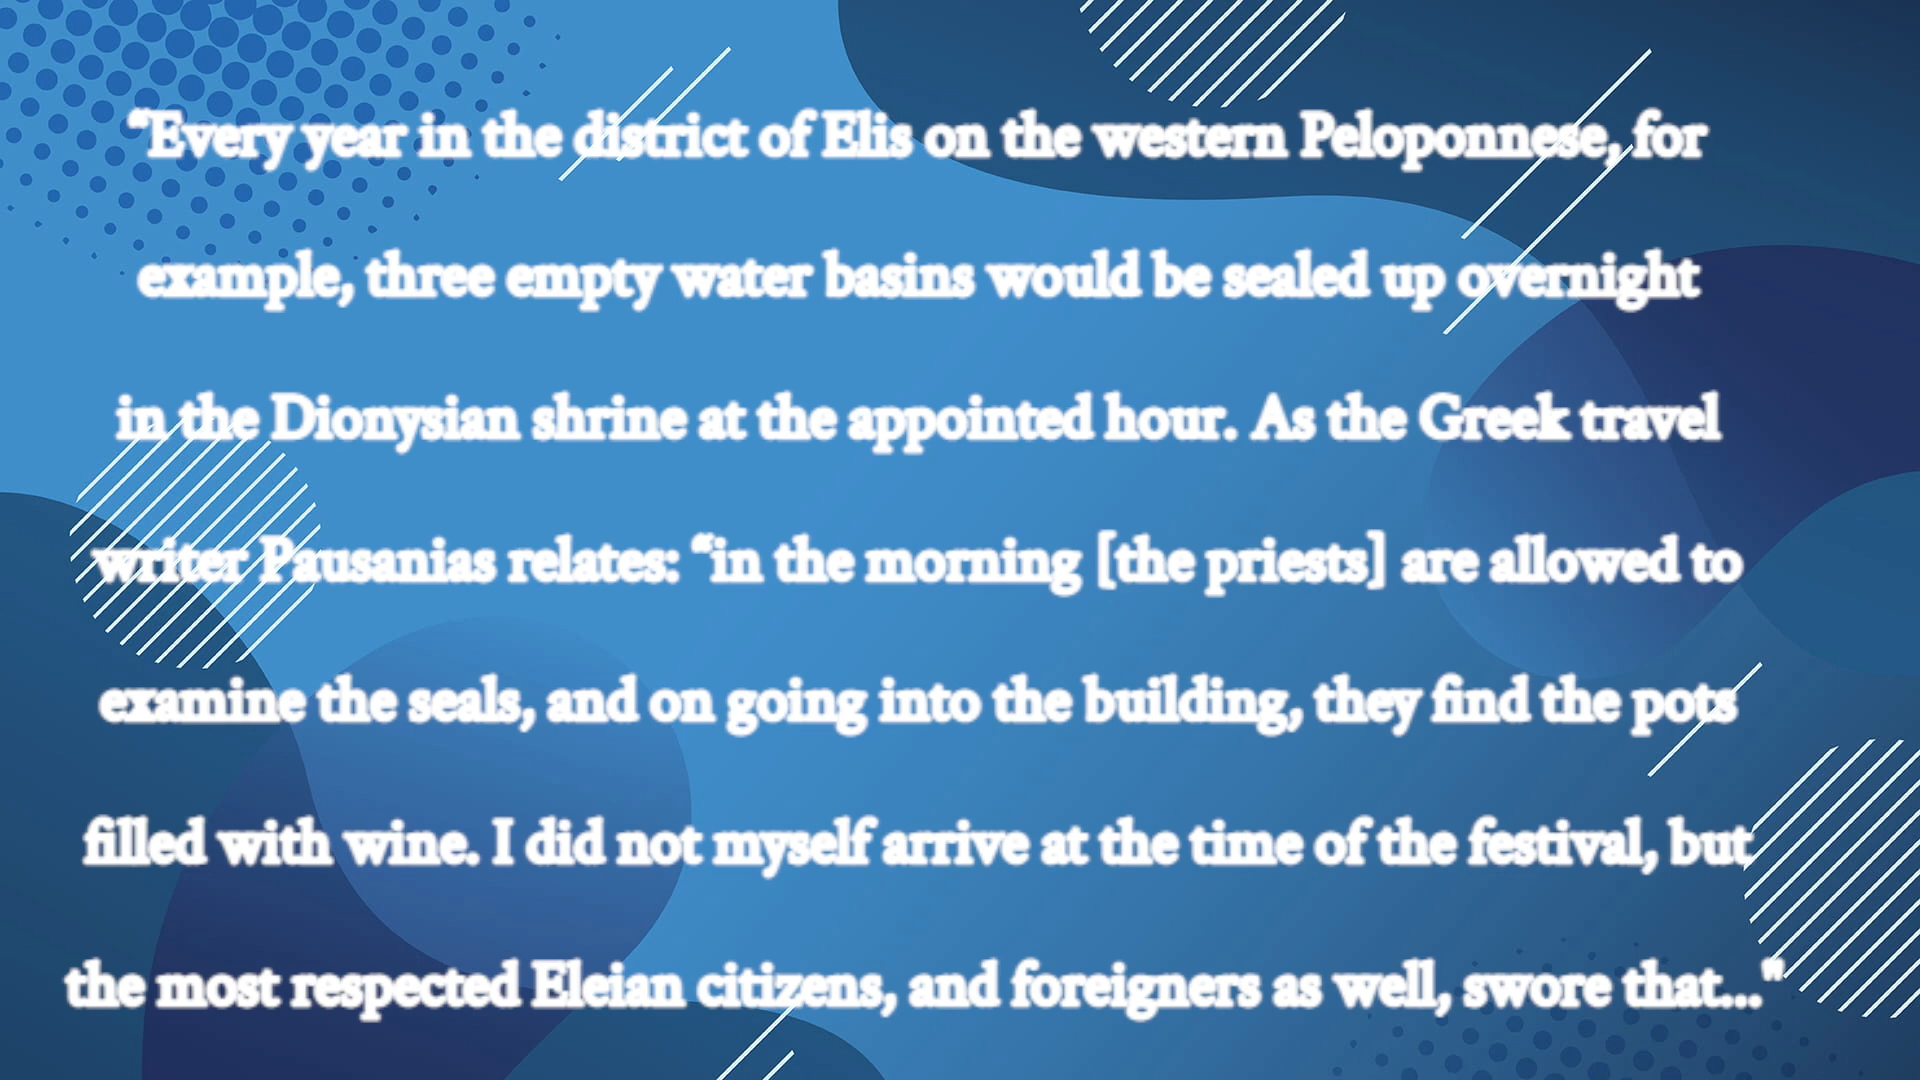 “Every year in the district of Elis on the western Peloponnese, for
example, three empty water basins would be sealed up overnight
in the Dionysian shrine at the appointed hour. As the Greek travel
writer Pausanias relates: “in the morning [the priests] are allowed to
examine the seals, and on going into the building, they find the pots
filled with wine. I did not myself arrive at the time of the festival, but
the most respected Eleian citizens, and foreigners as well, swore that..."